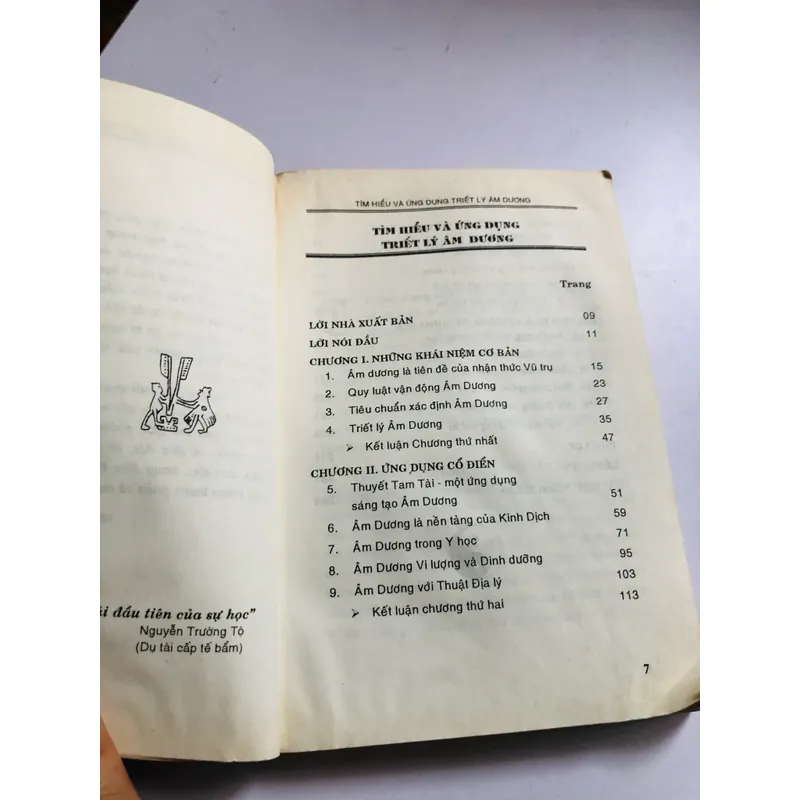 ải đầu tiên của sự học"
Nguyễn Trường Tộ
(Dụ tài cấp tế bẩm)
TÌM HIỂU VÀ ỨNG DỤNG TRIẾT LÝ ÂM DƯƠNG
TÌM HIỂU VÀ ỨNG DỤNG
TRIẾT LÝ ÂM DƯƠNG
Trang
LỜI NHÀ XUẤT BẢN 09
LỜI NÓI ĐẦU 11
CHƯƠNG I. NHỮNG KHÁI NIỆM CƠ BẢN
1. Âm dương là tiên đề của nhận thức Vũ trụ 15
2. Quy luật vận động Âm Dương 23
3. Tiêu chuẩn xác định Âm Dương 27
4. Triết lý Âm Dương 35
➢ Kết luận Chương thứ nhất 47
CHƯƠNG II. ỨNG DỤNG CỔ ĐIỂN
5. Thuyết Tam Tài - một ứng dụng
sáng tạo Âm Dương 51
6. Âm Dương là nền tảng của Kinh Dịch 59
7. Âm Dương trong Y học 71
8. Âm Dương Vi lượng và Dinh dưỡng 95
9. Âm Dương với Thuật Địa lý 103
➢ Kết luận chương thứ hai 113
7